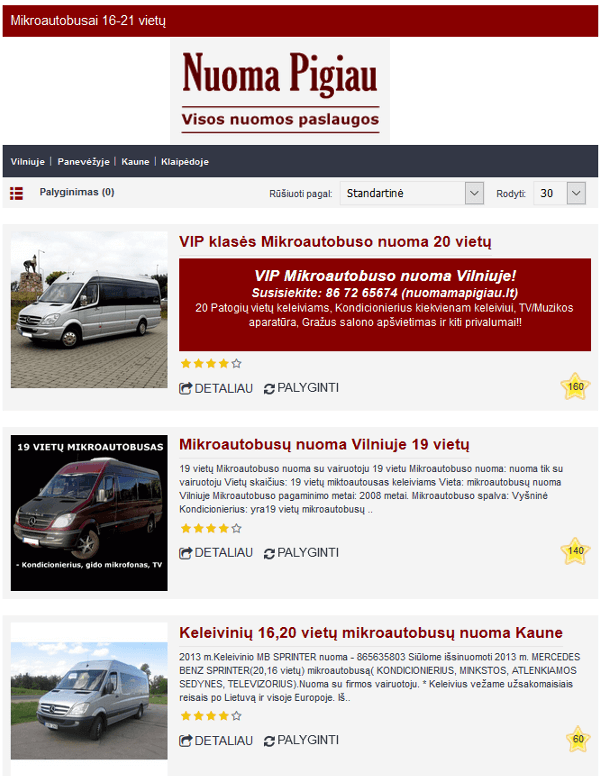 Mikroautobusai 16-21 vietų
Nuoma Pigiau
Visos nuomos paslaugos
Vilniuje | Panevėžyje | Kaune | Klaipėdoje
Palyginimas (0) Rūšiuoti pagal: Standartinė Rodyti: 30
VIP klasės Mikroautobuso nuoma 20 vietų
VIP Mikroautobuso nuoma Vilniuje!
Susisiekite: 86 72 65674 (nuomamapigiau.lt)
20 Patogių vietų keleiviams, Kondicionierius kiekvienam keleiviui, TV/Muzikos
aparatūra, Gražus salono apšvietimas ir kiti privalumai!!
DETALIAU PALYGINTI
160
19 VIETŲ MIKROAUTOBUSAS
- Kondicionierius, gido mikrofonas, TV
Mikroautobusų nuoma Vilniuje 19 vietų
19 vietų Mikroautobuso nuoma su vairuotoju 19 vietu Mikroautobuso nuoma: nuoma tik su
vairuotoju Vietų skaičius: 19 vietų miktoautousas keleiviams Vieta: mikroautobusų nuoma
Vilniuje Mikroautobuso pagaminimo metai: 2008 metai. Mikroautobuso spalva: Vyšninė
Kondicionierius: yra19 vietų mikroautobusų ..
DETALIAU PALYGINTI
140
Keleivinių 16,20 vietų mikroautobusų nuoma Kaune
2013 m.Keleivinio MB SPRINTER nuoma - 865635803 Siūlome išsinuomoti 2013 m. MERCEDES
BENZ SPRINTER(20,16 vietų) mikroautobusą( KONDICIONIERIUS, MINKSTOS, ATLENKIAMOS
SEDYNES, TELEVIZORIUS).Nuoma su firmos vairuotoju. * Keleivius vežame užsakomaisiais
reisais po Lietuvą ir visoje Europoje. Iš..
DETALIAU PALYGINTI
60